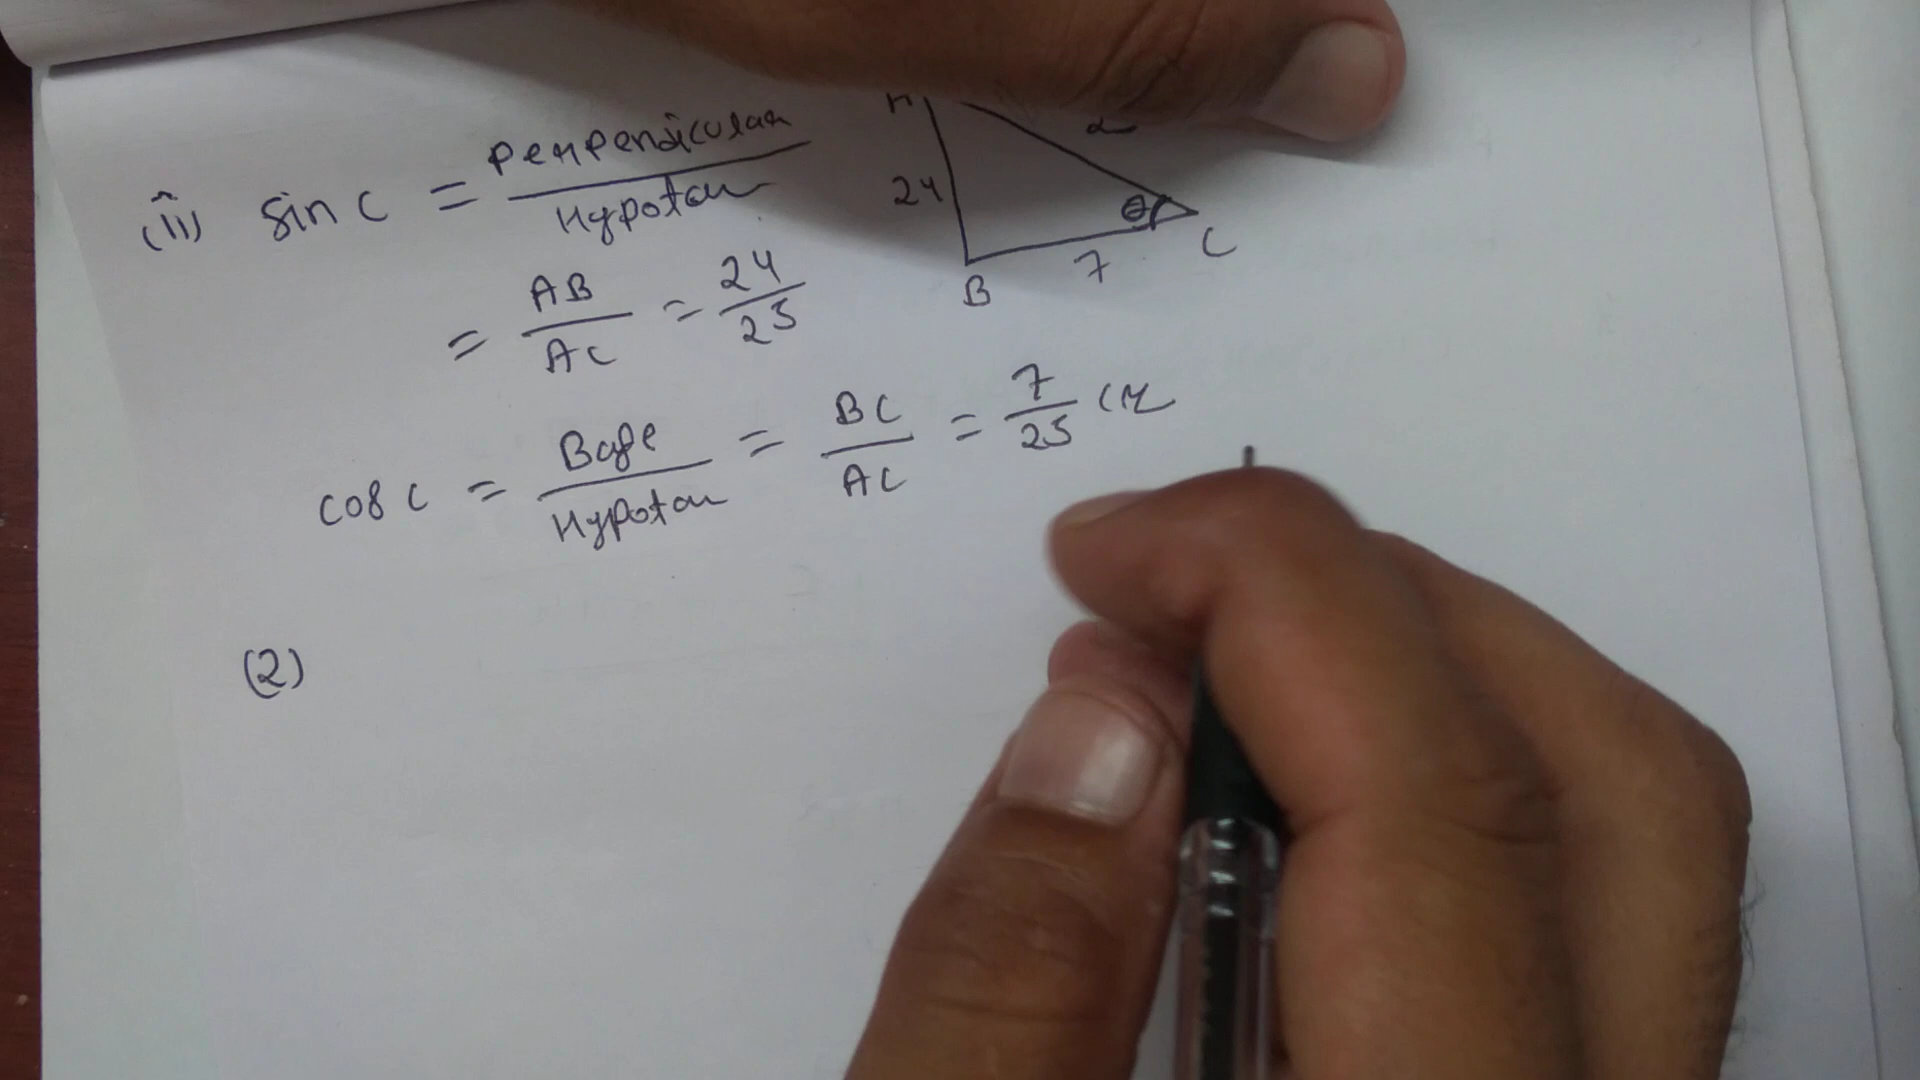 (ii) sin C = Perpendicular / Hypoten
= AB / AC = 24 / 25
cos C = Base / Hypoten = BC / AC = 7 / 25 cm
(2)
A
24
θ
B
7
C